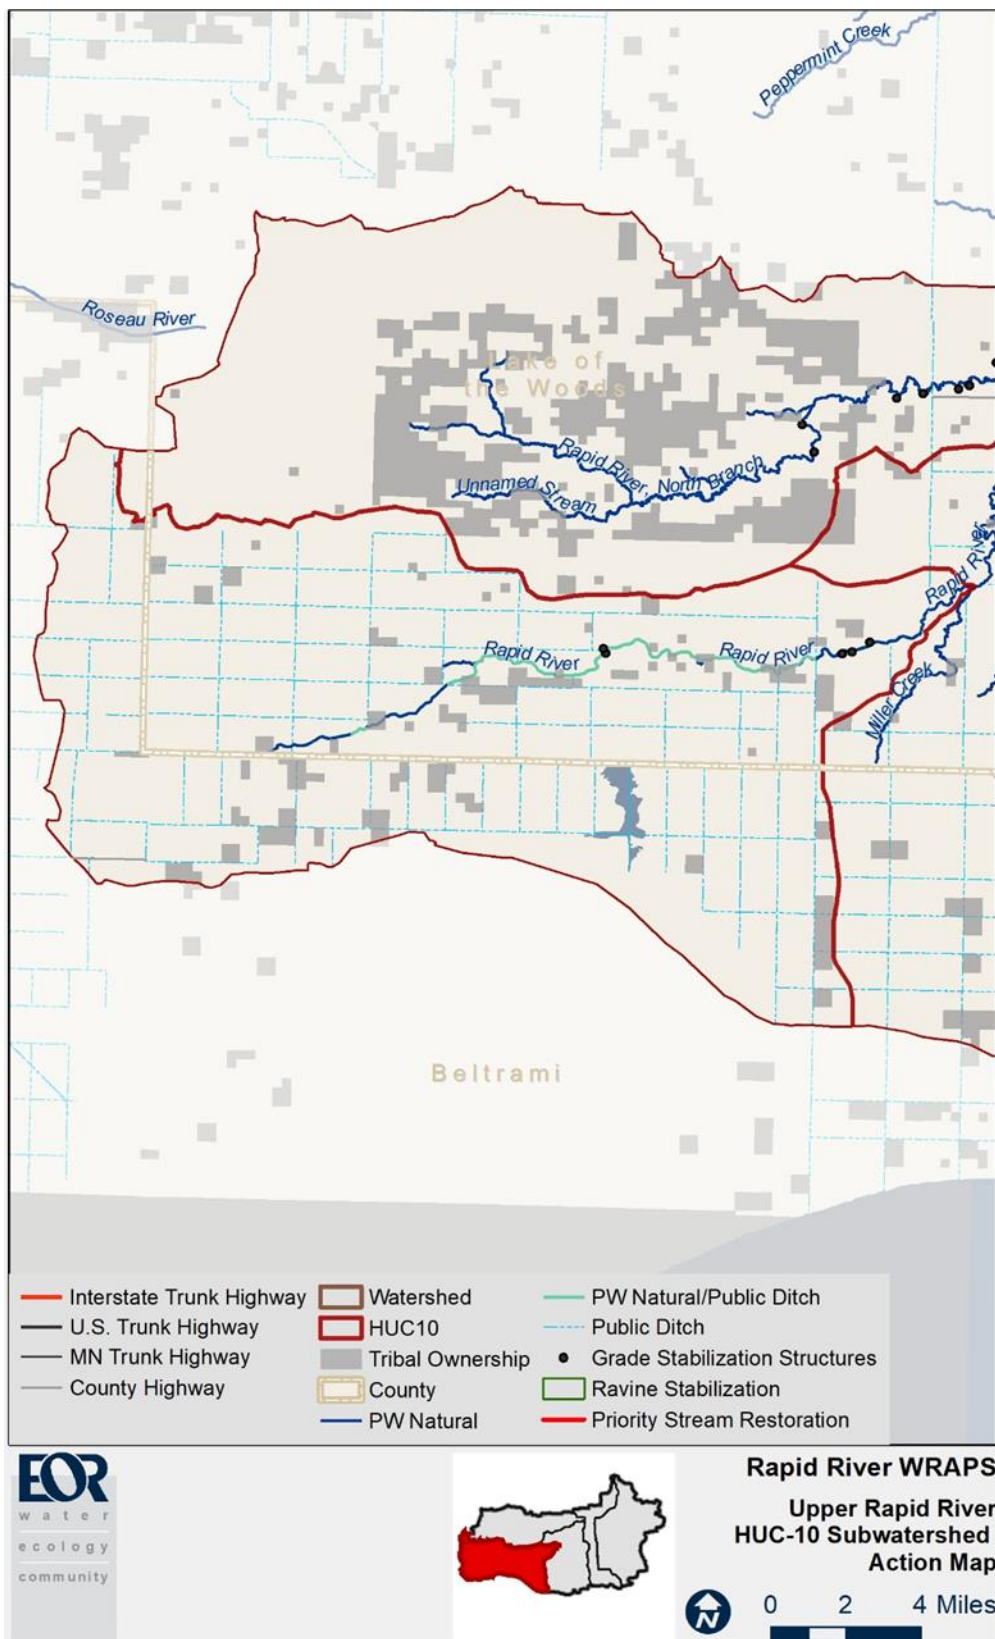 Peppermint Creek
Roseau River
Lake of
the Woods
Rapid River, North Branch
Unnamed Stream
Rapid River
Rapid River
Rapid River
Miller Creek
Beltrami
Interstate Trunk Highway
U.S. Trunk Highway
MN Trunk Highway
County Highway
Watershed
HUC10
Tribal Ownership
County
PW Natural
PW Natural/Public Ditch
Public Ditch
Grade Stabilization Structures
Ravine Stabilization
Priority Stream Restoration
EOR
water
ecology
community
Rapid River WRAPS
Upper Rapid River
HUC-10 Subwatershed
Action Map
N
0 2 4 Miles